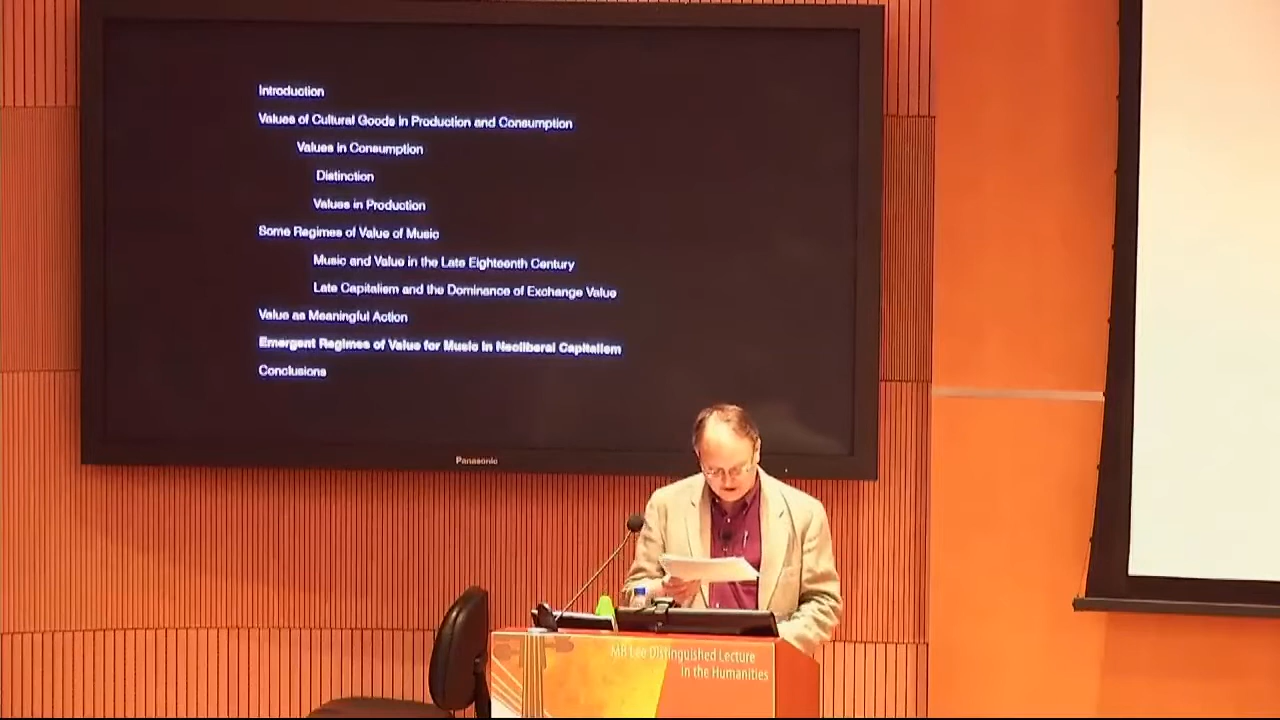 Introduction
Values of Cultural Goods in Production and Consumption
Values in Consumption
Distinction
Values in Production
Some Regimes of Value of Music
Music and Value in the Late Eighteenth Century
Late Capitalism and the Dominance of Exchange Value
Value as Meaningful Action
Emergent Regimes of Value for Music in Neoliberal Capitalism
Conclusions
Panasonic
MB Lee Distinguished Lecture
in the Humanities